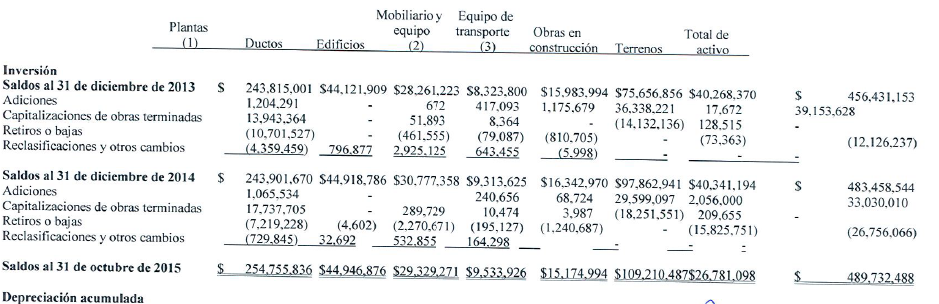 Plantas Mobiliario y Equipo de
(1) Ductos Edificios equipo transporte Obras en Terrenos Total de
(2) (3) construcción activo
Inversión
Saldos al 31 de diciembre de 2013 $ 243,815,001 $44,121,909 $28,261,223 $8,323,800 $15,983,994 $75,656,856 $40,268,370 $ 456,431,153
Adiciones 1,204,291 - 672 417,093 1,175,679 36,338,221 17,672 39,153,628
Capitalizaciones de obras terminadas 13,943,364 - 51,893 8,364 - (14,132,136) 128,515 -
Retiros o bajas (10,701,527) - (461,555) (79,087) (810,705) - (73,363) (12,126,237)
Reclasificaciones y otros cambios (4,359,459) 796,877 2,925,125 643,455 (5,998) - - -
Saldos al 31 de diciembre de 2014 $ 243,901,670 $44,918,786 $30,777,358 $9,313,625 $16,342,970 $97,862,941 $40,341,194 $ 483,458,544
Adiciones 1,065,534 - 240,656 68,724 29,599,097 2,056,000 33,030,010
Capitalizaciones de obras terminadas 17,737,705 - 289,729 10,474 3,987 (18,251,551) 209,655 -
Retiros o bajas (7,219,228) (4,602) (2,270,671) (195,127) (1,240,687) - (15,825,751) (26,756,066)
Reclasificaciones y otros cambios (729,845) 32,692 532,855 164,298 - - - -
Saldos al 31 de octubre de 2015 $ 254,755,836 $44,946,876 $29,329,271 $9,533,926 $15,174,994 $109,210,487 $26,781,098 $ 489,732,488
Depreciación acumulada